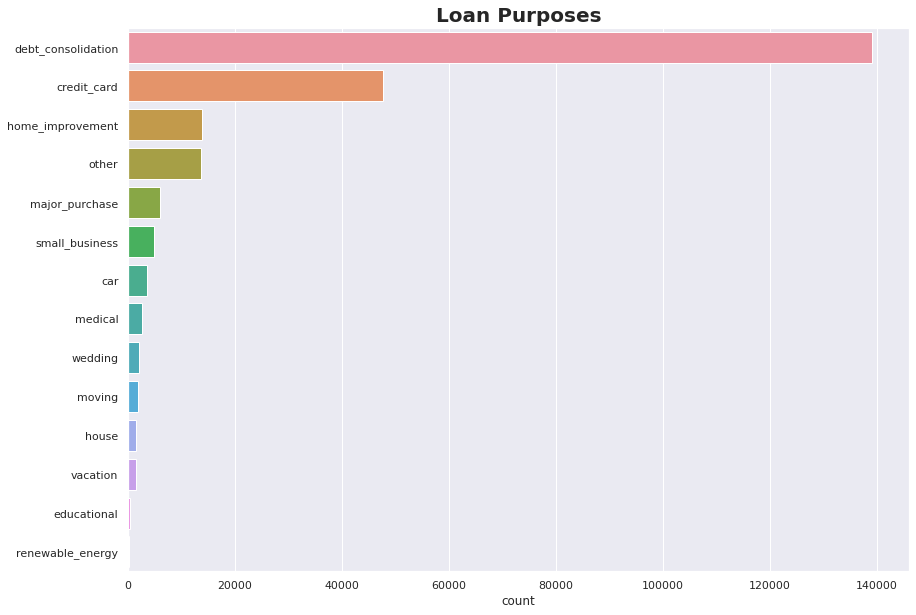 Loan Purposes
debt_consolidation
credit_card
home_improvement
other
major_purchase
small_business
car
medical
wedding
moving
house
vacation
educational
renewable_energy
0 20000 40000 60000 80000 100000 120000 140000
count